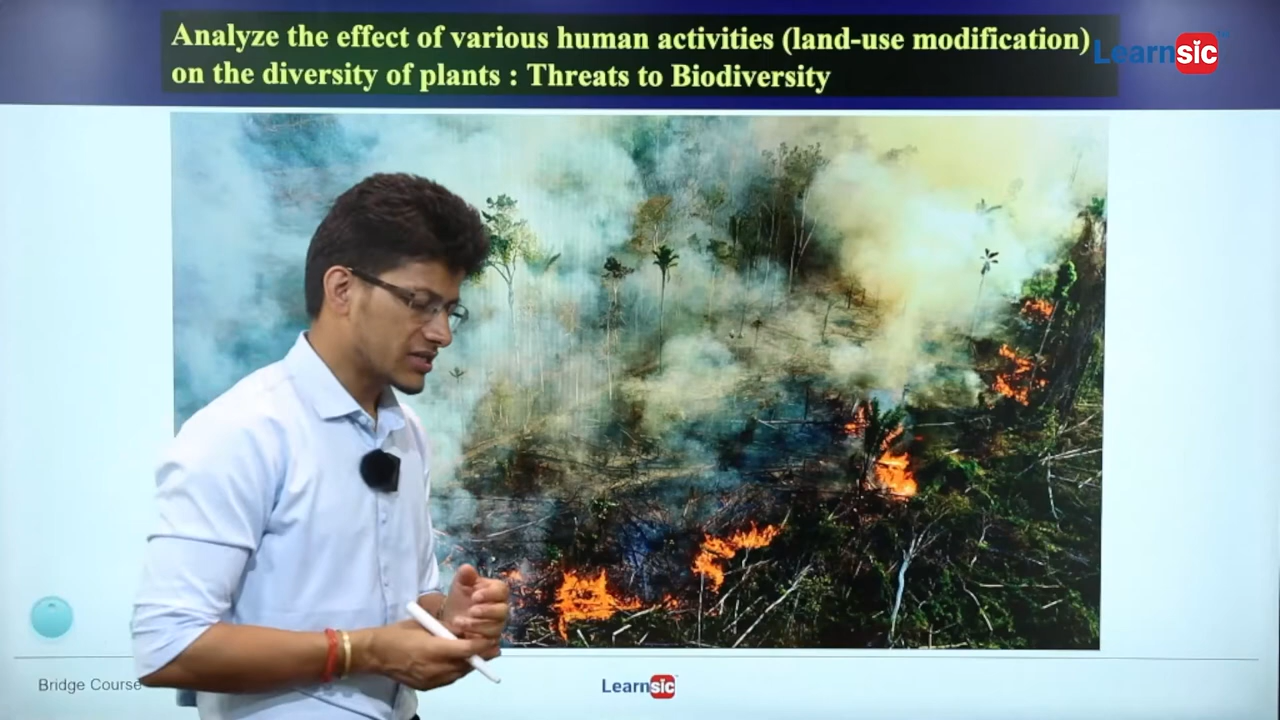 Analyze the effect of various human activities (land-use modification)
on the diversity of plants : Threats to Biodiversity
Learnsic
Bridge Course
Learnsic